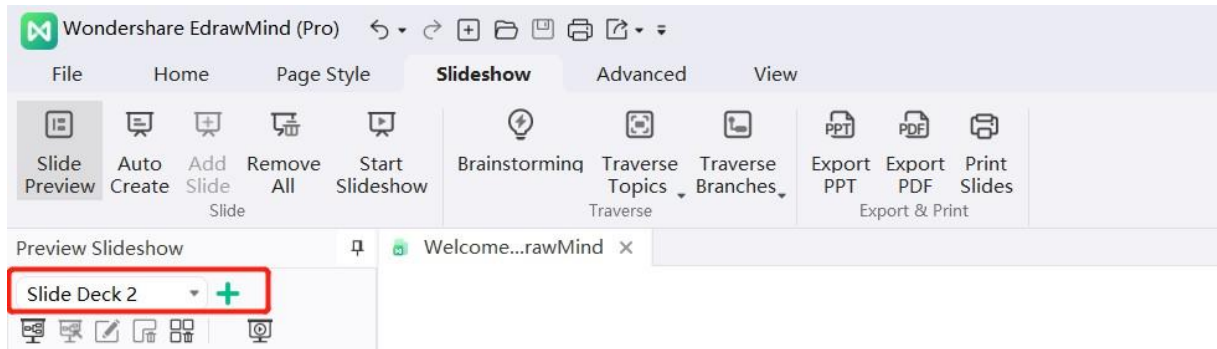 Wondershare EdrawMind (Pro)
File Home Page Style Slideshow Advanced View
Slide Preview Auto Create Add Slide Remove All Start Slideshow Brainstorming Traverse Topics Traverse Branches Export PPT Export PDF Print Slides
Slide Traverse Export & Print
Preview Slideshow Welcome...rawMind
Slide Deck 2